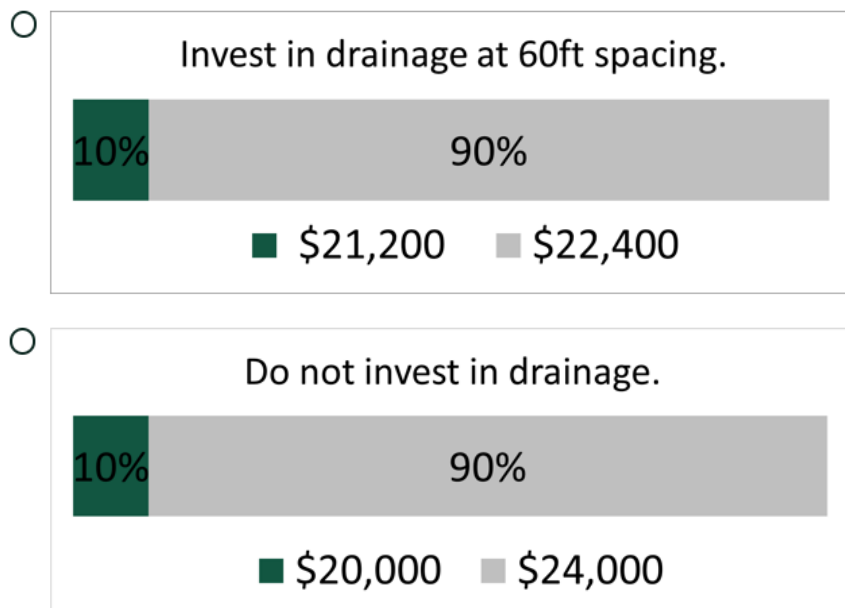 Invest in drainage at 60ft spacing.
10% 90%
$21,200 $22,400
Do not invest in drainage.
10% 90%
$20,000 $24,000